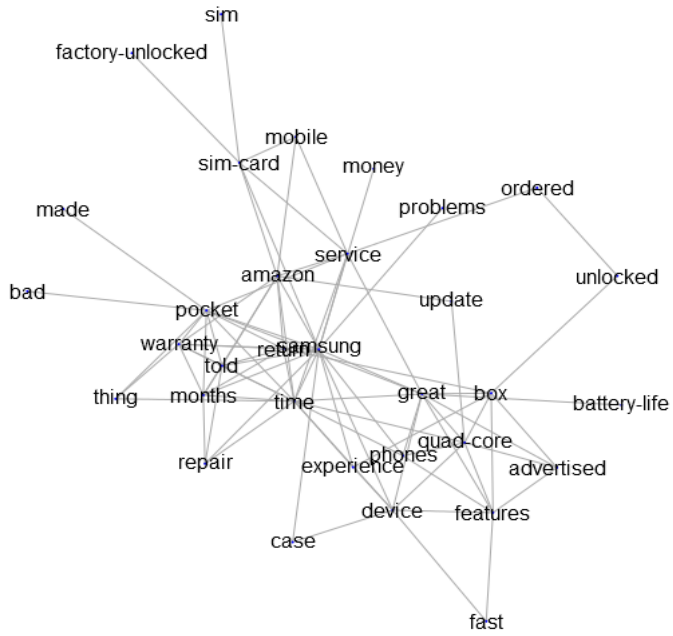 sim
factory-unlocked
mobile
sim-card
money
ordered
made
problems
service
amazon
unlocked
bad
update
pocket
warranty
return
samsung
told
thing
months
time
great
box
battery-life
quad-core
phones
repair
experience
advertised
device
features
case
fast